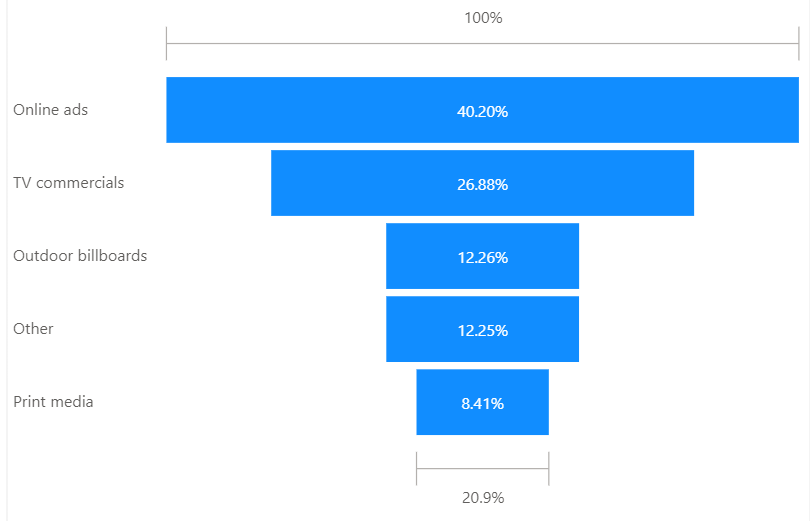 100%
Online ads
40.20%
TV commercials
26.88%
Outdoor billboards
12.26%
Other
12.25%
Print media
8.41%
20.9%